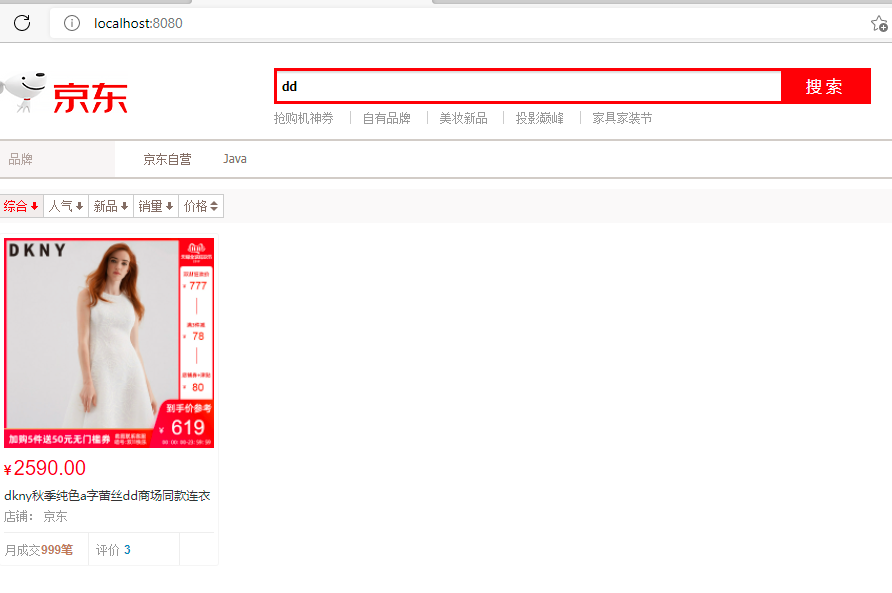 localhost:8080
京东
dd
搜 索
抢购机神券 自有品牌 美妆新品 投影巅峰 家具家装节
品牌 京东自营 Java
综合 人气 新品 销量 价格
DKNY
777
78
80
到手价参考
¥ 619
加购5件送50元无门槛券
¥2590.00
dkny秋季纯色a字蕾丝dd商场同款连衣
店铺： 京东
月成交999笔 评价 3